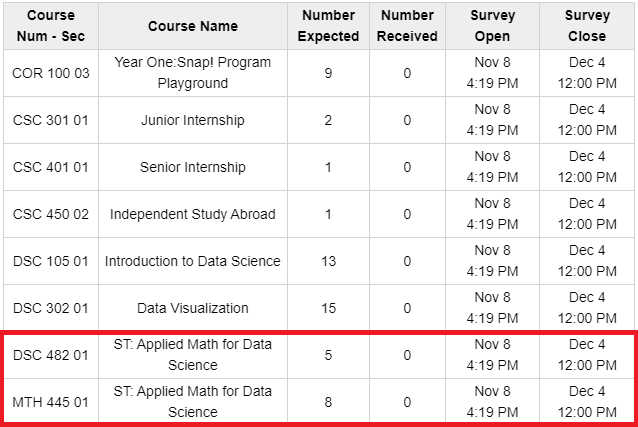 Course Num - Sec Course Name Number Expected Number Received Survey Open Survey Close
COR 100 03 Year One:Snap! Program Playground 9 0 Nov 8 4:19 PM Dec 4 12:00 PM
CSC 301 01 Junior Internship 2 0 Nov 8 4:19 PM Dec 4 12:00 PM
CSC 401 01 Senior Internship 1 0 Nov 8 4:19 PM Dec 4 12:00 PM
CSC 450 02 Independent Study Abroad 1 0 Nov 8 4:19 PM Dec 4 12:00 PM
DSC 105 01 Introduction to Data Science 13 0 Nov 8 4:19 PM Dec 4 12:00 PM
DSC 302 01 Data Visualization 15 0 Nov 8 4:19 PM Dec 4 12:00 PM
DSC 482 01 ST: Applied Math for Data Science 5 0 Nov 8 4:19 PM Dec 4 12:00 PM
MTH 445 01 ST: Applied Math for Data Science 8 0 Nov 8 4:19 PM Dec 4 12:00 PM